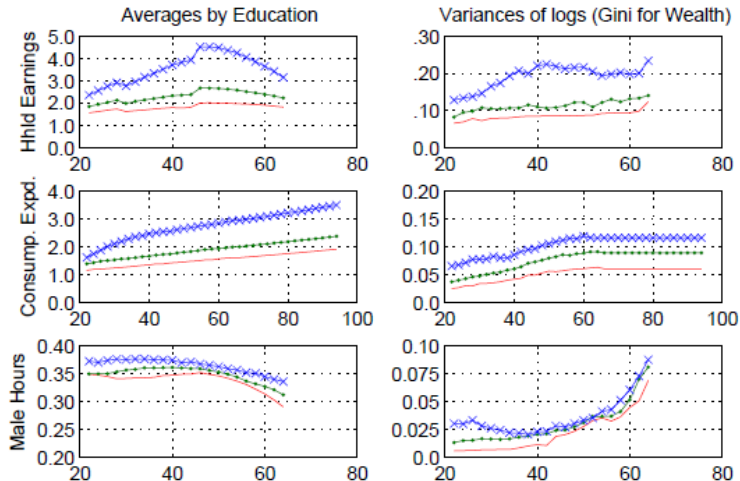 Averages by Education
Variances of logs (Gini for Wealth)
Hhld Earnings
5.0
4.0
3.0
2.0
1.0
0.0
20 40 60 80
.30
.20
.10
0.0
20 40 60 80
Consump. Expd.
4.0
3.0
2.0
1.0
0.0
20 40 60 80 100
0.20
0.15
0.10
0.05
0.0
20 40 60 80 100
Male Hours
0.40
0.35
0.30
0.25
0.20
20 40 60 80
0.10
0.075
0.05
0.025
0.0
20 40 60 80